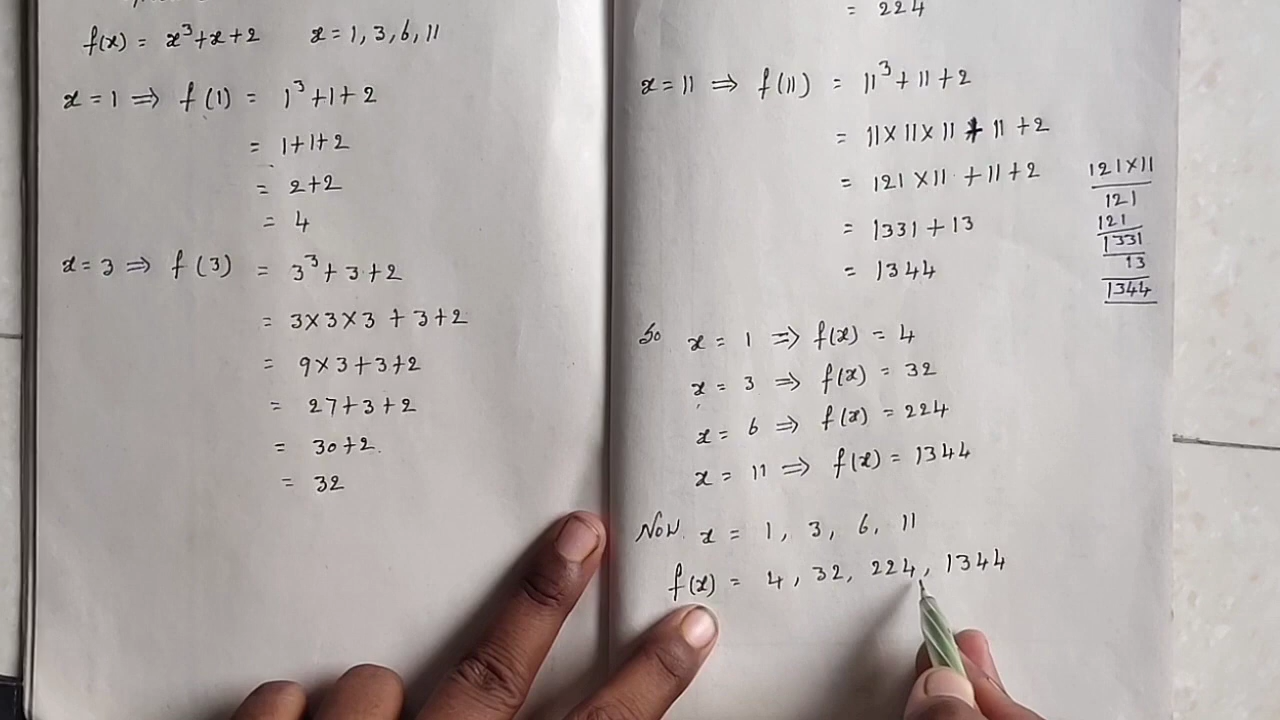 f(x) = x³+x+2 x=1, 3, 6, 11
x=1 ⇒ f(1) = 1³+1+2
= 1+1+2
= 2+2
= 4
x=3 ⇒ f(3) = 3³+3+2
= 3×3×3 + 3+2
= 9×3+3+2
= 27+3+2
= 30+2
= 32
= 224
x=11 ⇒ f(11) = 11³+11+2
= 11×11×11 + 11+2
= 121×11 +11+2
= 1331+13
= 1344
121×11
121
121
1331
13
1344
So x = 1 ⇒ f(x) = 4
x = 3 ⇒ f(x) = 32
x = 6 ⇒ f(x) = 224
x = 11 ⇒ f(x) = 1344
Now x = 1, 3, 6, 11
f(x) = 4, 32, 224, 1344